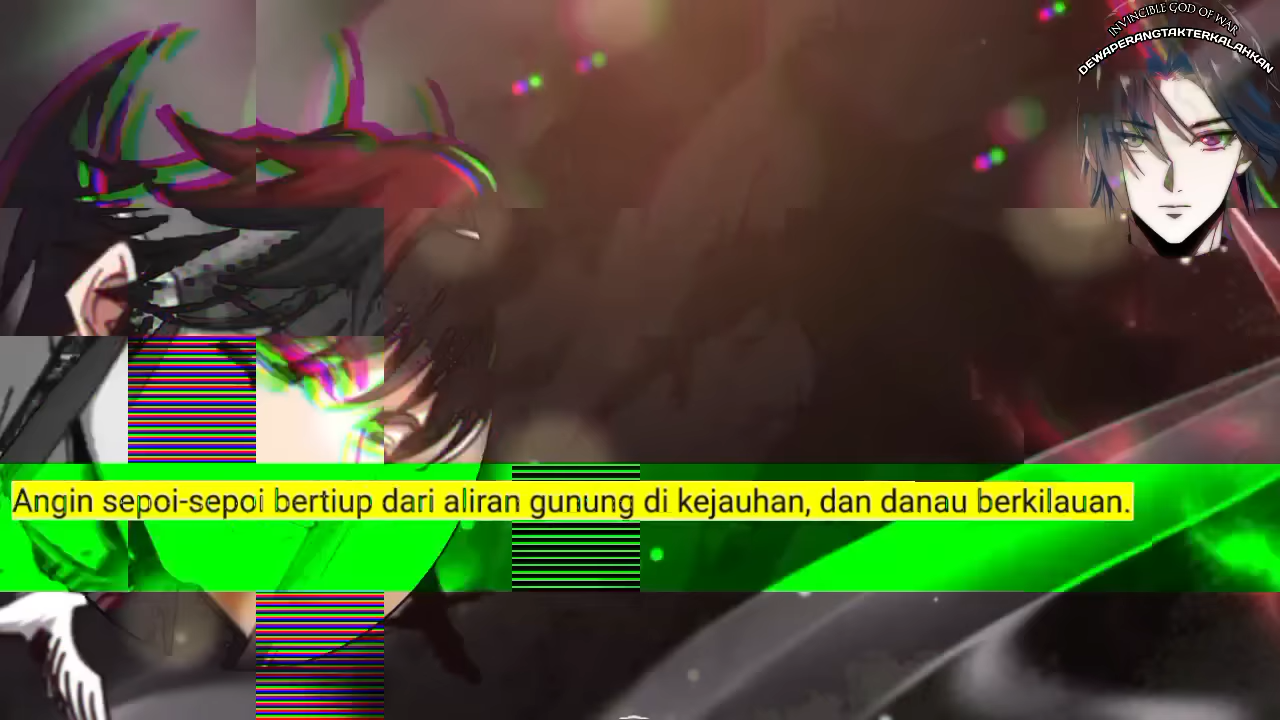 INVINCIBLE GOD OF WAR
DEWAPERANGTAKTERKALAHKAN
Angin sepoi-sepoi bertiup dari aliran gunung di kejauhan, dan danau berkilauan.